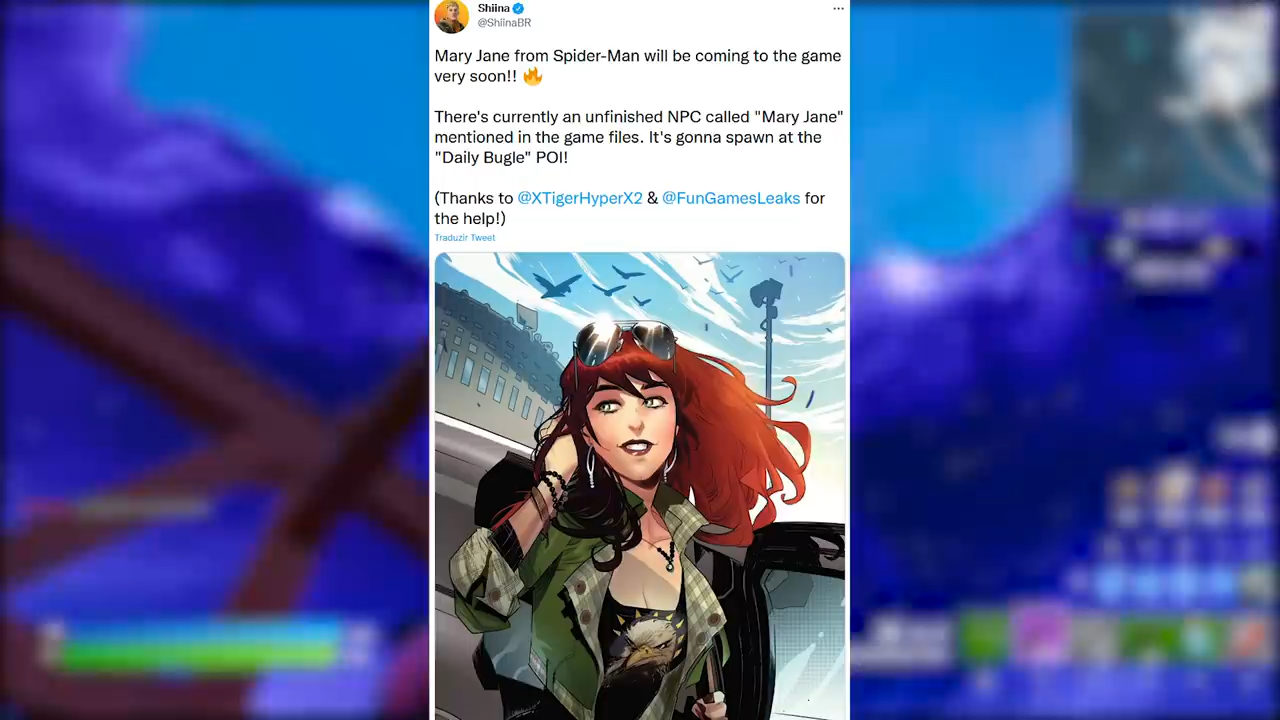 Shiina
@ShiinaBR
Mary Jane from Spider-Man will be coming to the game
very soon!! 🔥
There's currently an unfinished NPC called "Mary Jane"
mentioned in the game files. It's gonna spawn at the
"Daily Bugle" POI!
(Thanks to @XTigerHyperX2 & @FunGamesLeaks for
the help!)
Traduzir Tweet